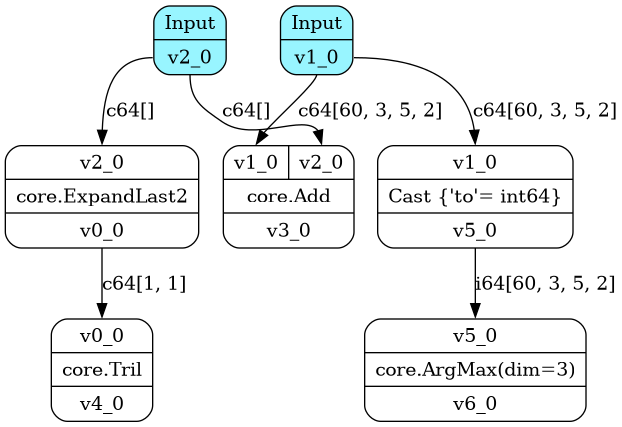 Input
v2_0
Input
v1_0
c64[]
c64[]
c64[60, 3, 5, 2]
c64[60, 3, 5, 2]
v2_0
core.ExpandLast2
v0_0
v1_0 v2_0
core.Add
v3_0
v1_0
Cast {'to'= int64}
v5_0
c64[1, 1]
i64[60, 3, 5, 2]
v0_0
core.Tril
v4_0
v5_0
core.ArgMax(dim=3)
v6_0